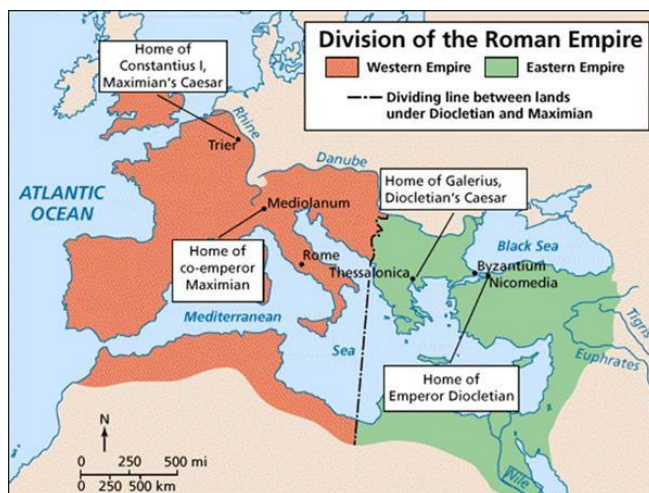 Division of the Roman Empire
Western Empire
Eastern Empire
Dividing line between lands
under Diocletian and Maximian
Home of
Constantius I,
Maximian's Caesar
Rhine
Trier
Danube
Home of Galerius,
Diocletian's Caesar
ATLANTIC
OCEAN
Mediolanum
Black Sea
Home of
co-emperor
Maximian
Rome
Thessalonica
Byzantium
Nicomedia
Mediterranean
Sea
Tigris
Euphrates
Home of
Emperor Diocletian
N
0 250 500 mi
0 250 500 km
Nile